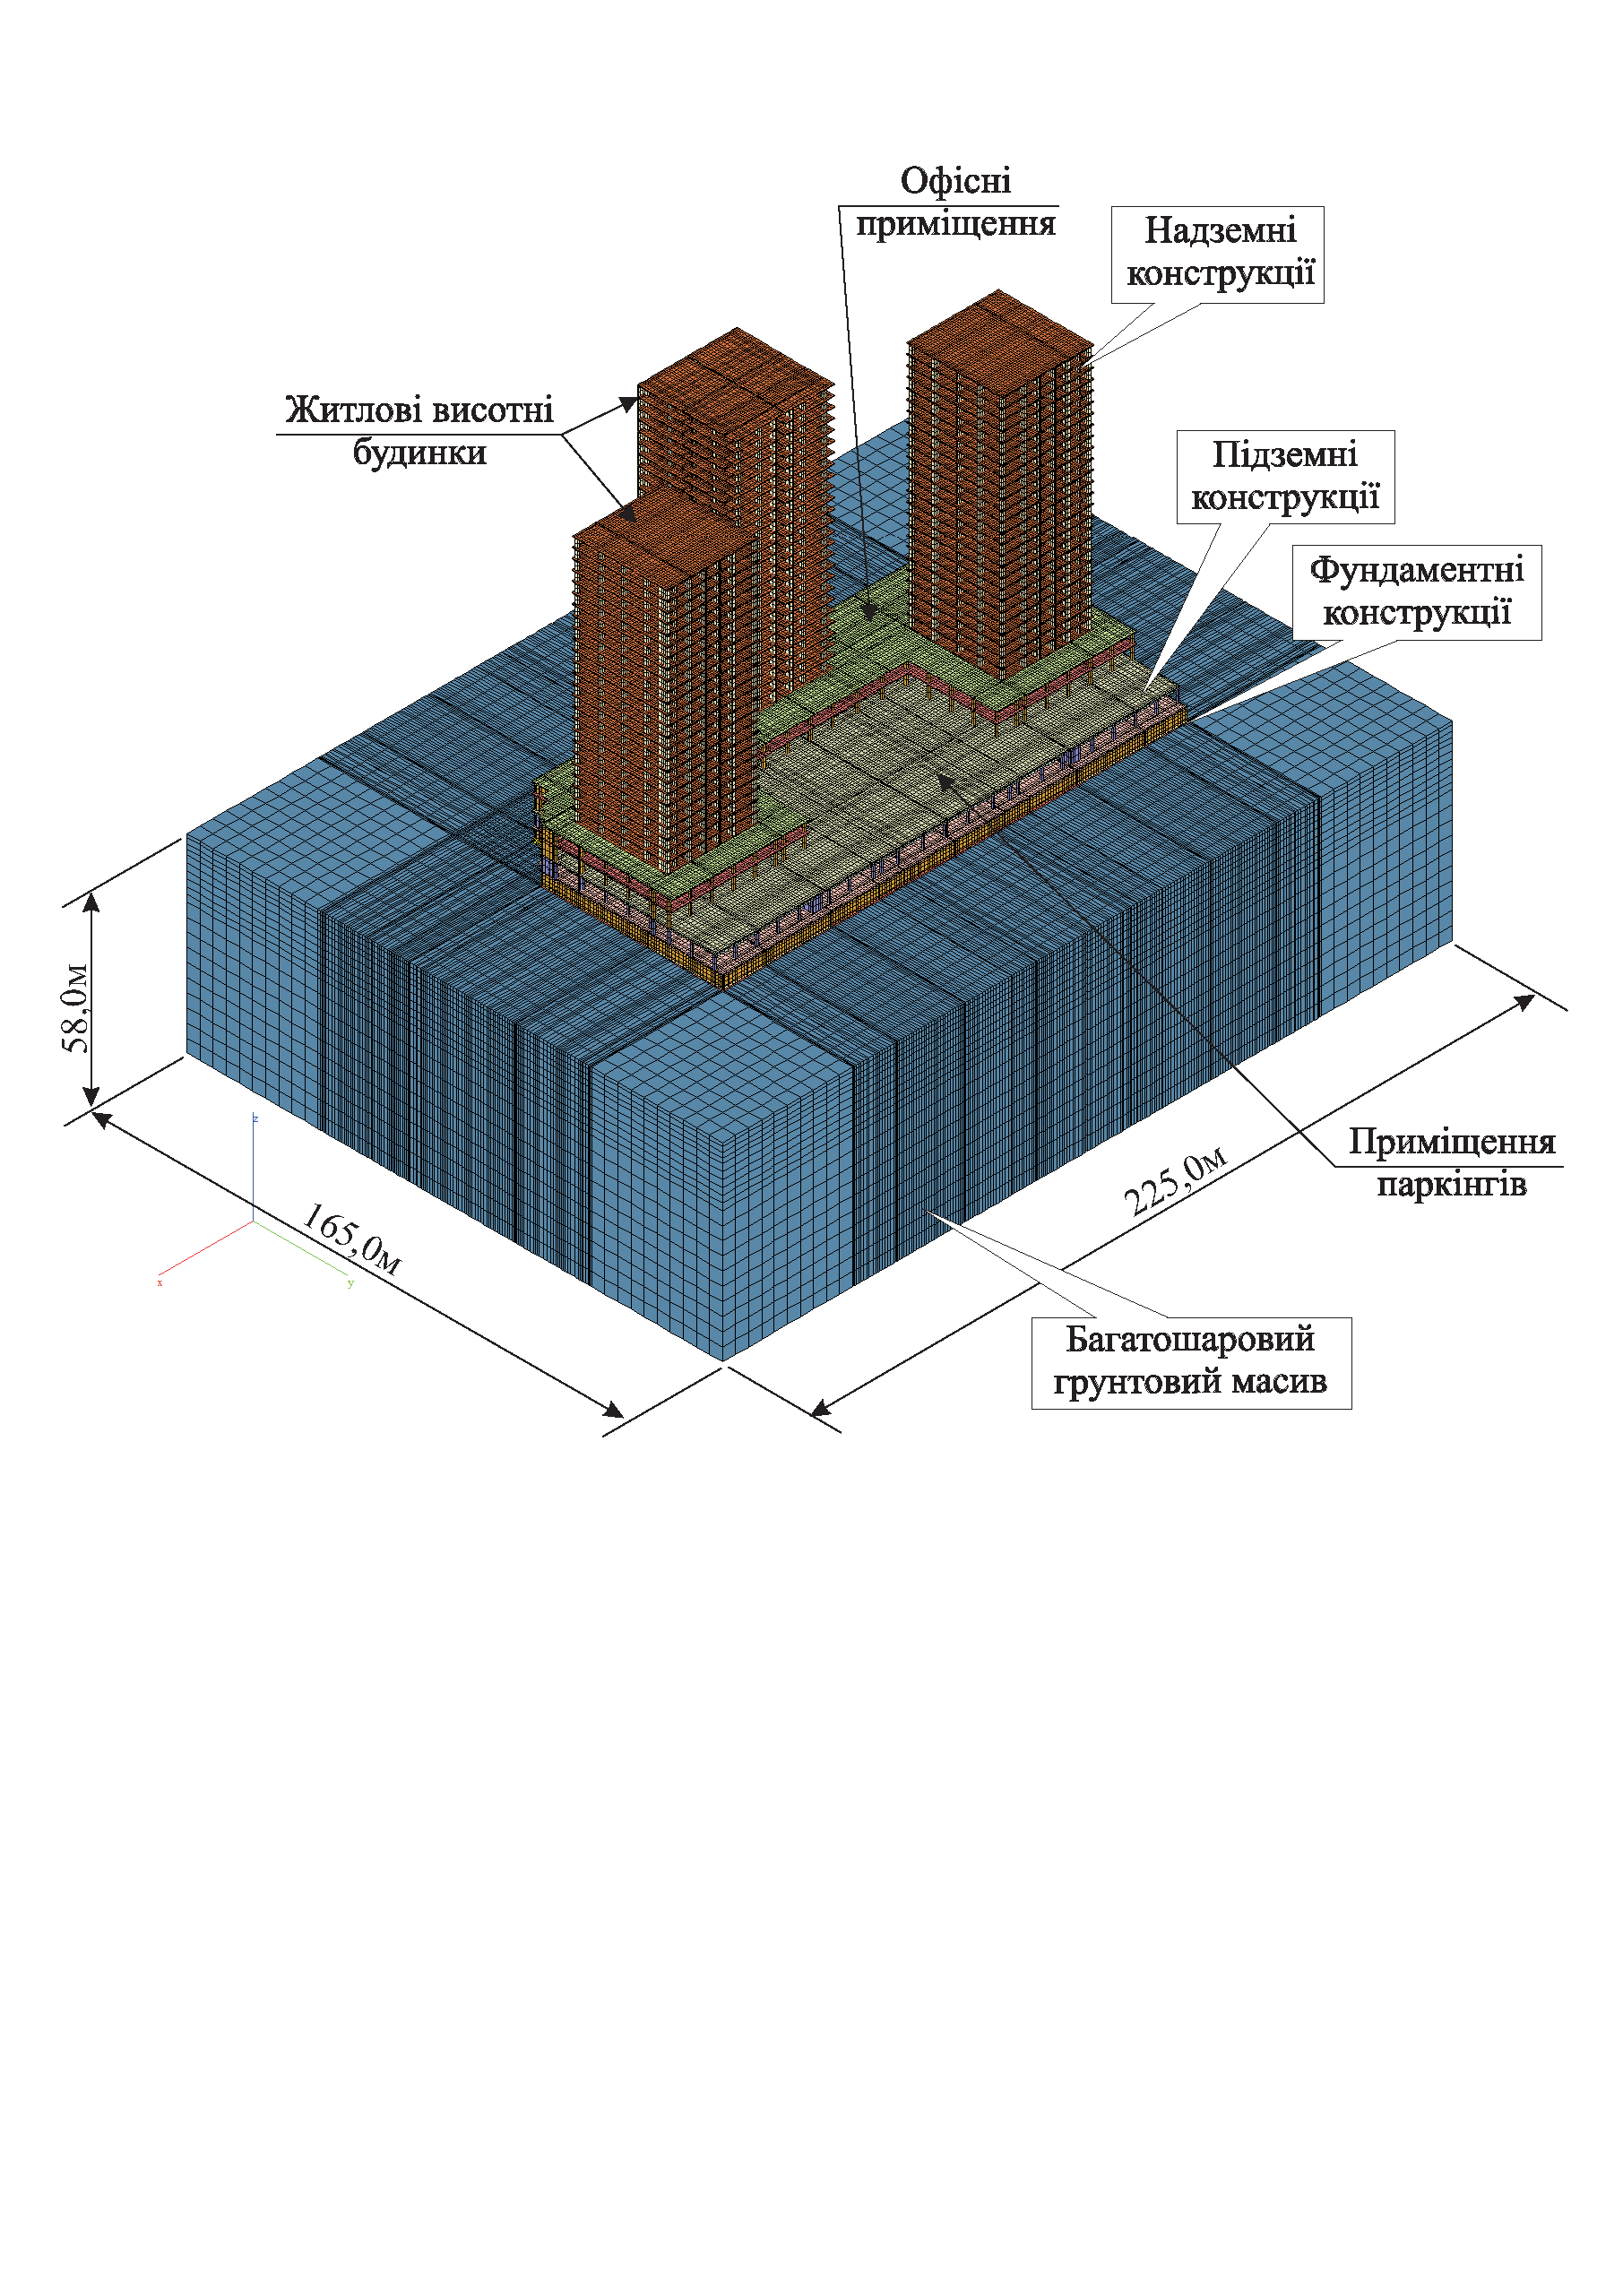 Офісні
приміщення
Надземні
конструкції
Житлові висотні
будинки
Підземні
конструкції
Фундаментні
конструкції
58,0м
z
165,0м
x
y
225,0м
Приміщення
паркінгів
Багатошаровий
грунтовий масив